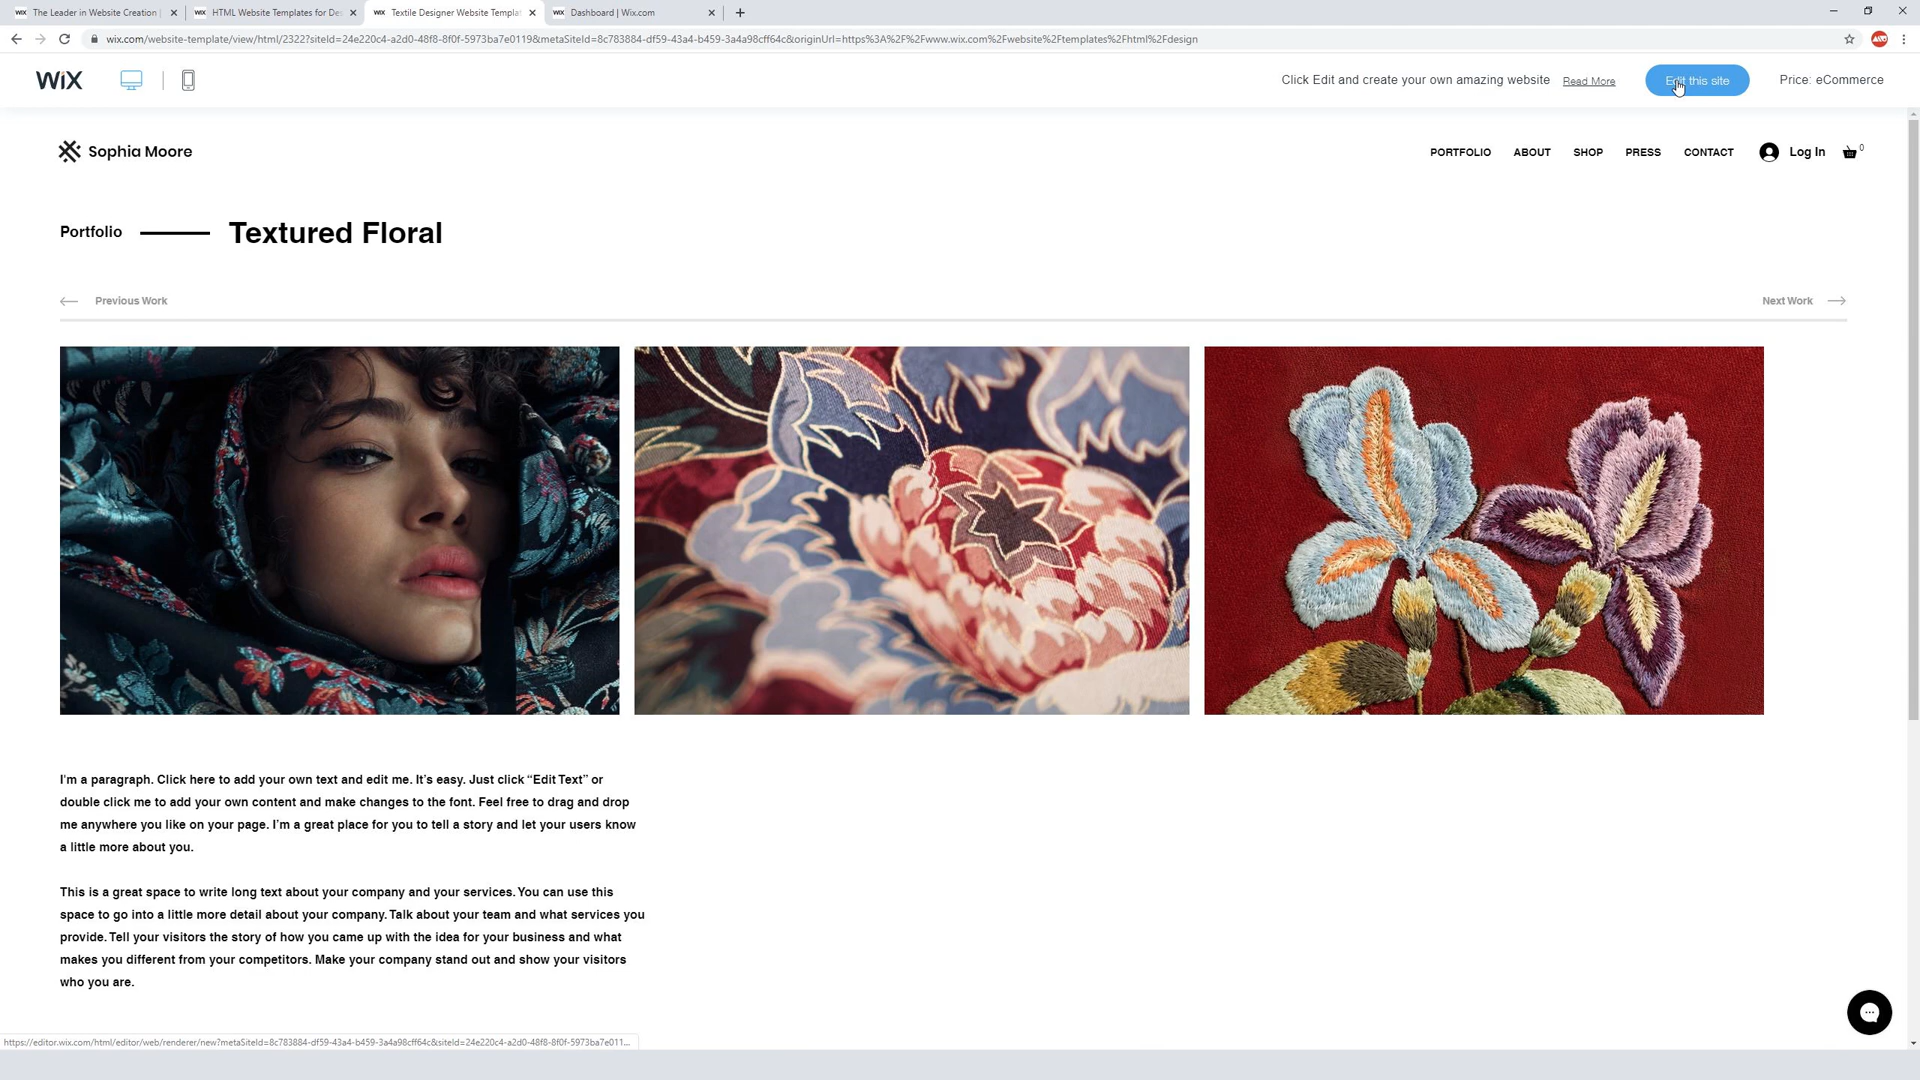 WiX The Leader in Website Creation |
WiX HTML Website Templates for De
WiX Textile Designer Website Templa
WiX Dashboard | Wix.com
wix.com/website-template/view/html/2322?siteId=24e220c4-a2d0-48f8-8f0f-5973ba7e0119&metaSiteId=8c783884-df59-43a4-b459-3a4a98cff64c&originUrl=https%3A%2F%2Fwww.wix.com%2Fwebsite%2Ftemplates%2Fhtml%2Fdesign
WiX
Click Edit and create your own amazing website Read More
Edit this site
Price: eCommerce
Sophia Moore
PORTFOLIO ABOUT SHOP PRESS CONTACT Log In 0
Portfolio Textured Floral
Previous Work
Next Work
I'm a paragraph. Click here to add your own text and edit me. It's easy. Just click “Edit Text” or
double click me to add your own content and make changes to the font. Feel free to drag and drop
me anywhere you like on your page. I'm a great place for you to tell a story and let your users know
a little more about you.
This is a great space to write long text about your company and your services. You can use this
space to go into a little more detail about your company. Talk about your team and what services you
provide. Tell your visitors the story of how you came up with the idea for your business and what
makes you different from your competitors. Make your company stand out and show your visitors
who you are.
https://editor.wix.com/html/editor/web/renderer/new?metaSiteId=8c783884-df59-43a4-b459-3a4a98cff64c&siteId=24e220c4-a2d0-48f8-8f0f-5973ba7e011...